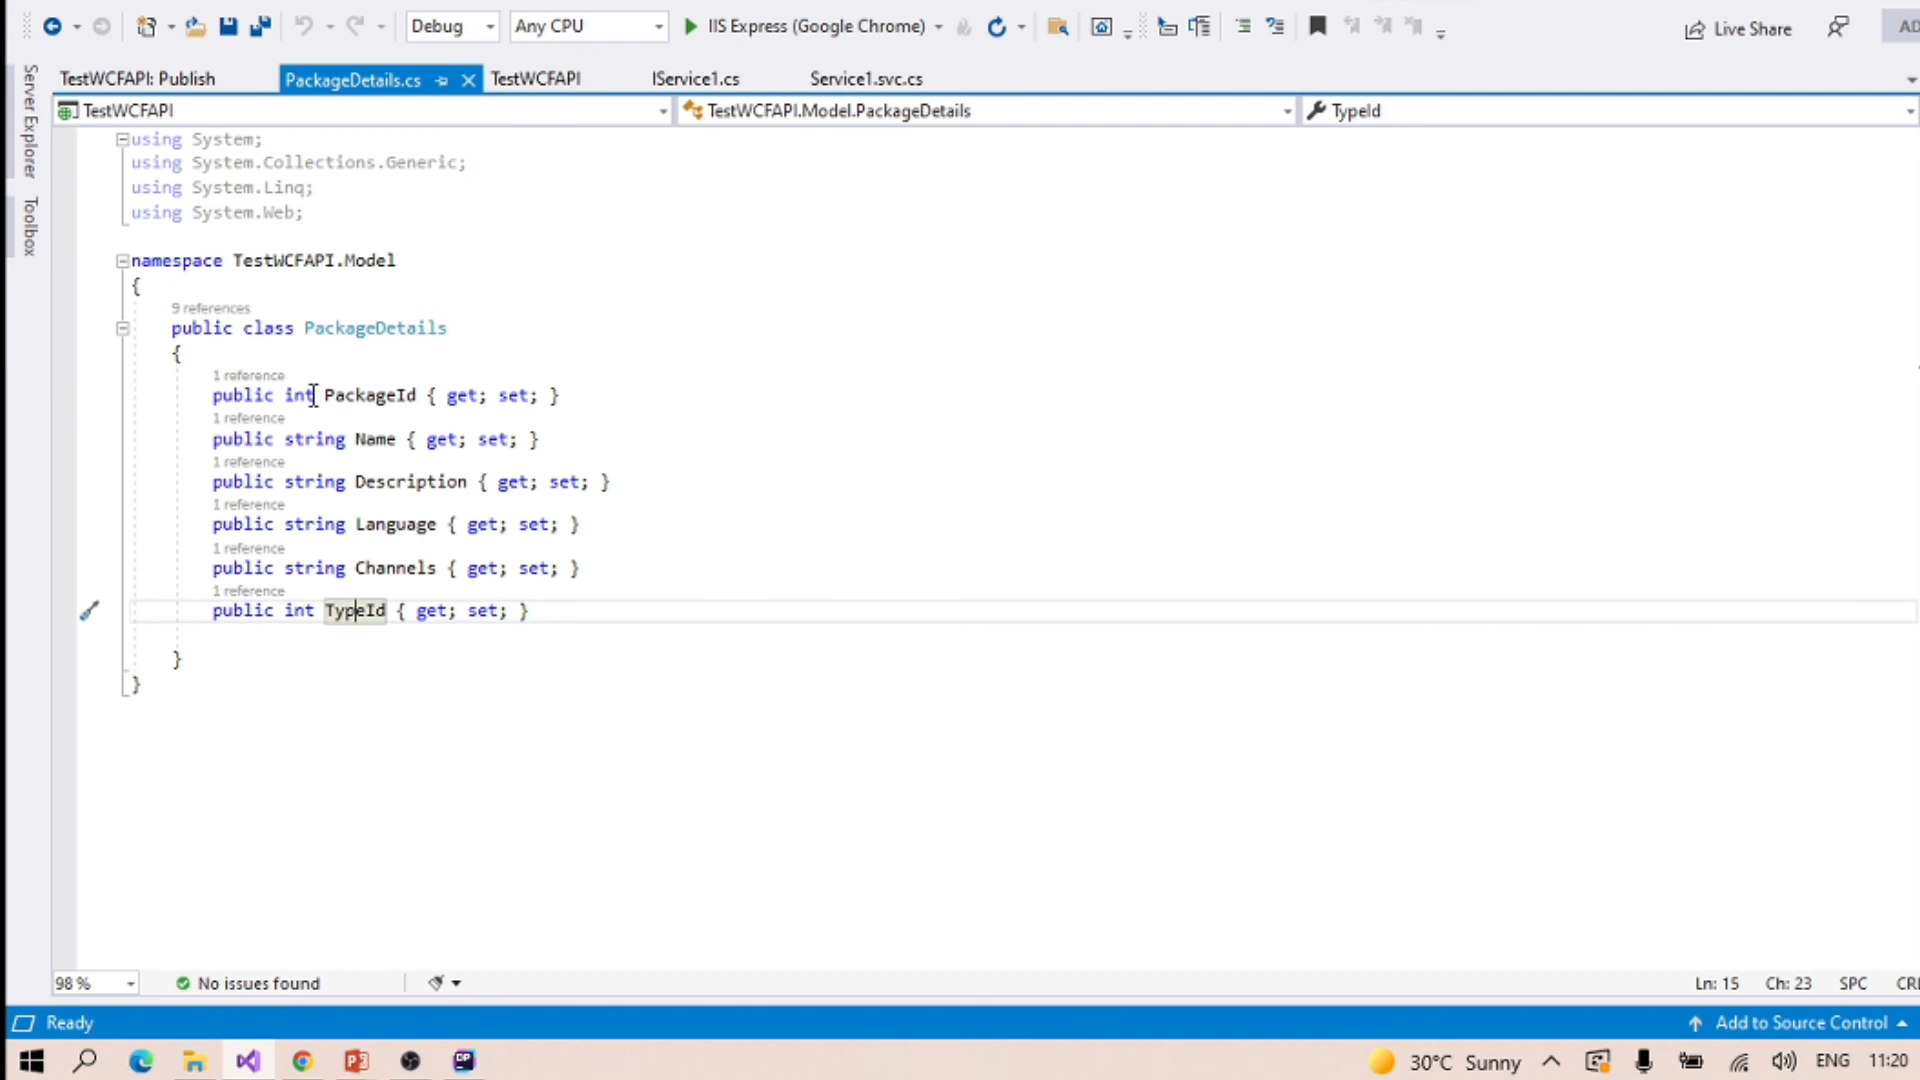 Debug
Any CPU
IIS Express (Google Chrome)
Live Share
Server Explorer
Toolbox
TestWCFAPI: Publish
PackageDetails.cs
TestWCFAPI
IService1.cs
Service1.svc.cs
TestWCFAPI
TestWCFAPI.Model.PackageDetails
TypeId
using System;
using System.Collections.Generic;
using System.Linq;
using System.Web;
namespace TestWCFAPI.Model
{
9 references
public class PackageDetails
{
1 reference
public int PackageId { get; set; }
1 reference
public string Name { get; set; }
1 reference
public string Description { get; set; }
1 reference
public string Language { get; set; }
1 reference
public string Channels { get; set; }
1 reference
public int TypeId { get; set; }
}
}
98 %
No issues found
Ln: 15
Ch: 23
SPC
Ready
Add to Source Control
DP
30°C Sunny
ENG
11:20